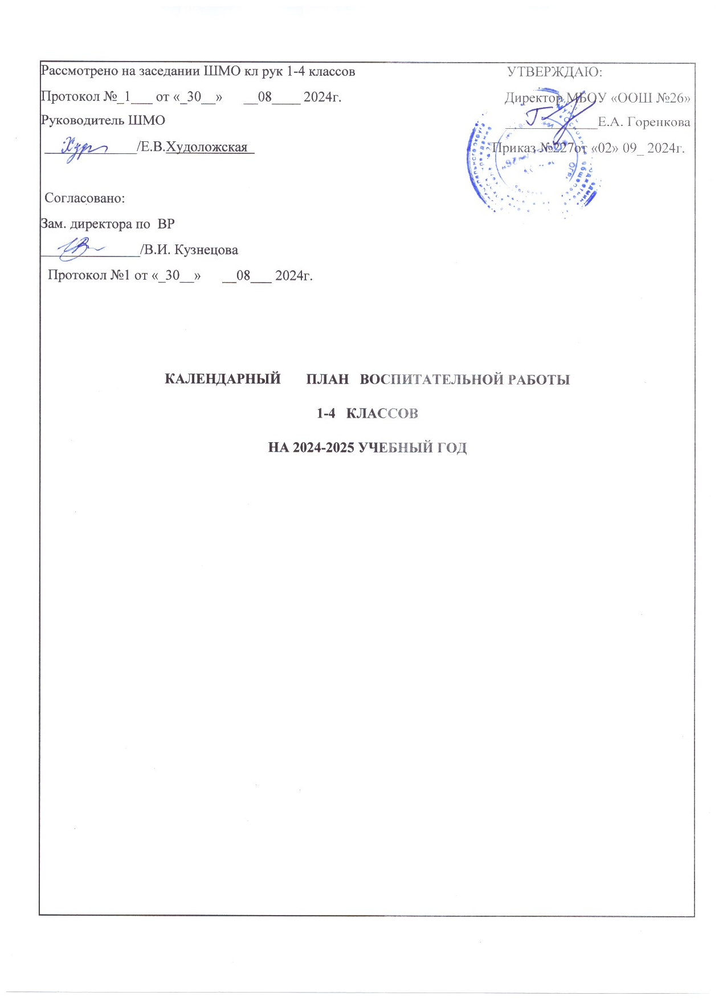 Рассмотрено на заседании ШМО кл рук 1-4 классов
Протокол №_1___ от «_30__» __08____ 2024г.
Руководитель ШМО
_____________/Е.В.Худоложская_
Согласовано:
Зам. директора по ВР
______________/В.И. Кузнецова
Протокол №1 от «_30__» __08___ 2024г.
УТВЕРЖДАЮ:
Директор МБОУ «ООШ №26»
_____________Е.А. Горенкова
Приказ №227от «02» 09_ 2024г.
КАЛЕНДАРНЫЙ ПЛАН ВОСПИТАТЕЛЬНОЙ РАБОТЫ
1-4 КЛАССОВ
НА 2024-2025 УЧЕБНЫЙ ГОД